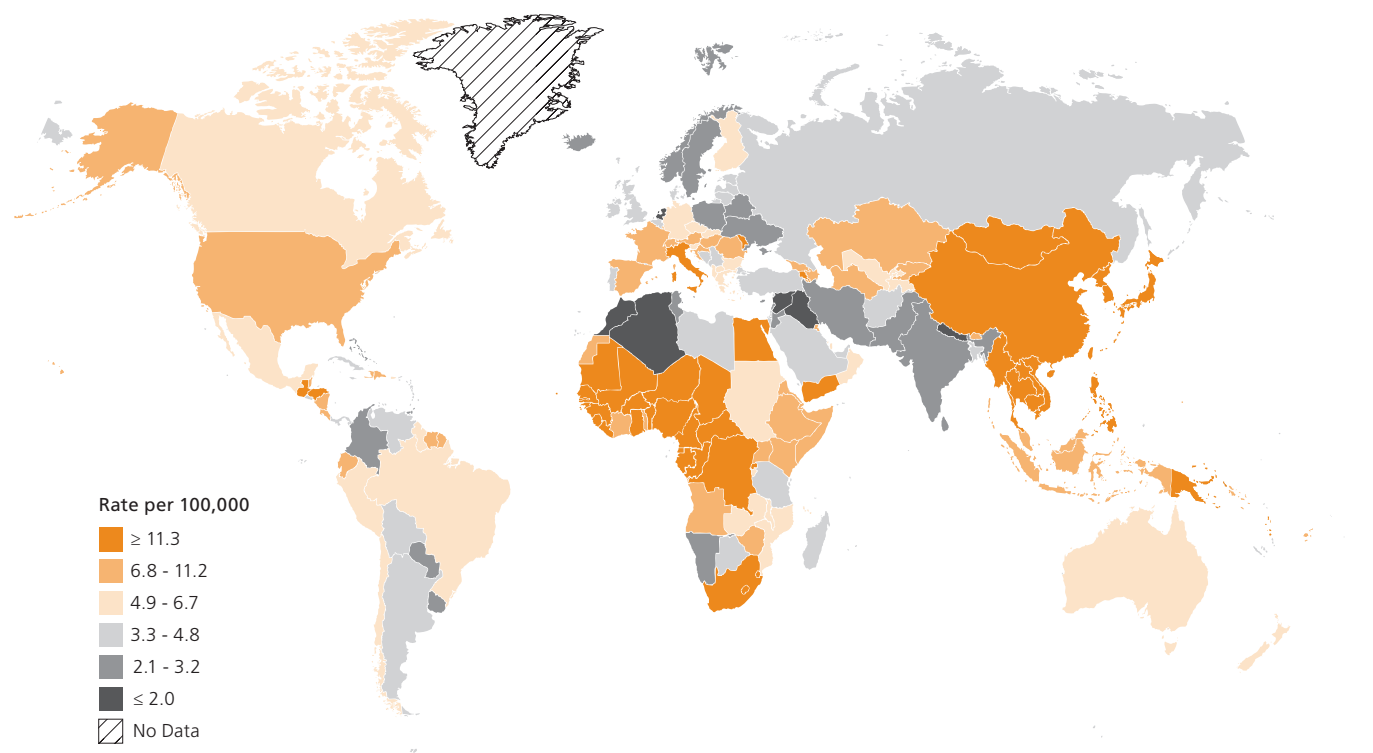 Rate per 100,000
≥ 11.3
6.8 - 11.2
4.9 - 6.7
3.3 - 4.8
2.1 - 3.2
≤ 2.0
No Data